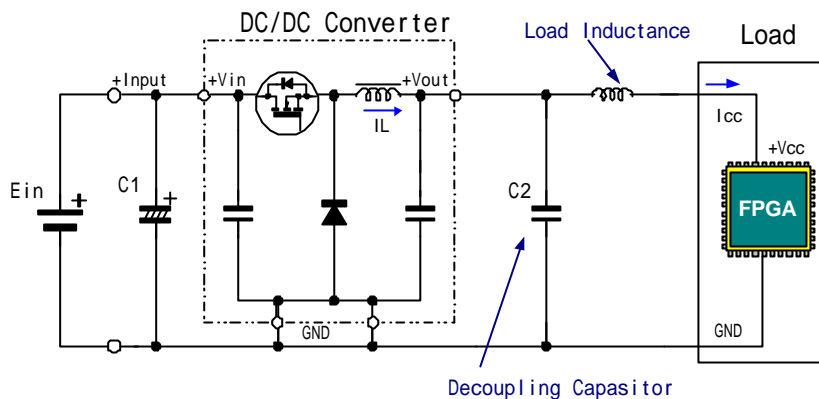 DC/DC Converter
Load Inductance
Load
+Input
+Vin
+Vout
IL
Icc
+Vcc
Ein
+
C1
+
C2
FPGA
GND
GND
Decoupling Capasitor